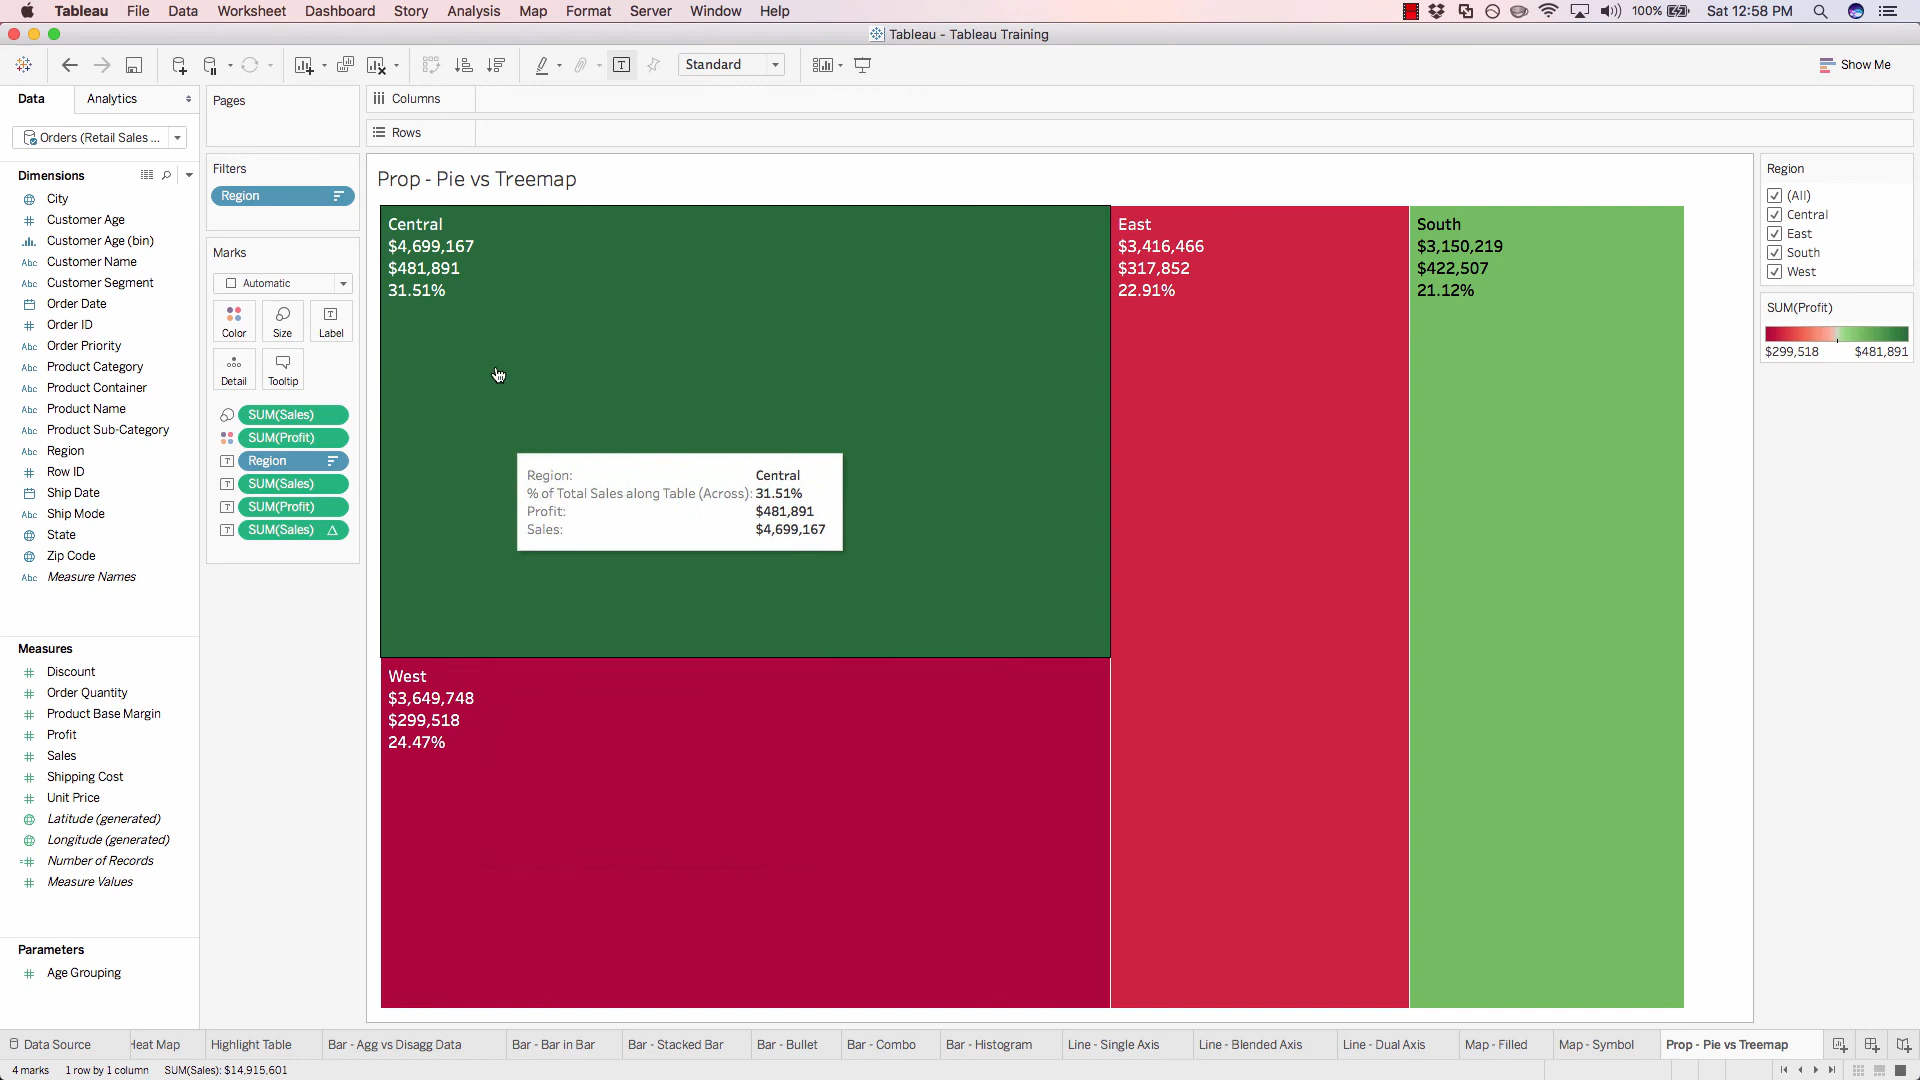 Tableau File Data Worksheet Dashboard Story Analysis Map Format Server Window Help 100% Sat 12:58 PM
Tableau - Tableau Training
Standard Show Me
Data Analytics
Pages
Columns
Rows
Orders (Retail Sales ...
Dimensions
City
# Customer Age
Customer Age (bin)
Abc Customer Name
Abc Customer Segment
Order Date
# Order ID
Abc Order Priority
Abc Product Category
Abc Product Container
Abc Product Name
Abc Product Sub-Category
Abc Region
# Row ID
Ship Date
Abc Ship Mode
State
Zip Code
Abc Measure Names
Measures
# Discount
# Order Quantity
# Product Base Margin
# Profit
# Sales
# Shipping Cost
# Unit Price
Latitude (generated)
Longitude (generated)
=# Number of Records
# Measure Values
Parameters
# Age Grouping
Filters
Region
Marks
Automatic
Color Size Label
Detail Tooltip
SUM(Sales)
SUM(Profit)
Region
SUM(Sales)
SUM(Profit)
SUM(Sales) △
Prop - Pie vs Treemap
Central
$4,699,167
$481,891
31.51%
Region: Central
% of Total Sales along Table (Across): 31.51%
Profit: $481,891
Sales: $4,699,167
West
$3,649,748
$299,518
24.47%
East
$3,416,466
$317,852
22.91%
South
$3,150,219
$422,507
21.12%
Region
(All)
Central
East
South
West
SUM(Profit)
$299,518 $481,891
Data Source Heat Map Highlight Table Bar - Agg vs Disagg Data Bar - Bar in Bar Bar - Stacked Bar Bar - Bullet Bar - Combo Bar - Histogram Line - Single Axis Line - Blended Axis Line - Dual Axis Map - Filled Map - Symbol Prop - Pie vs Treemap
4 marks 1 row by 1 column SUM(Sales): $14,915,601